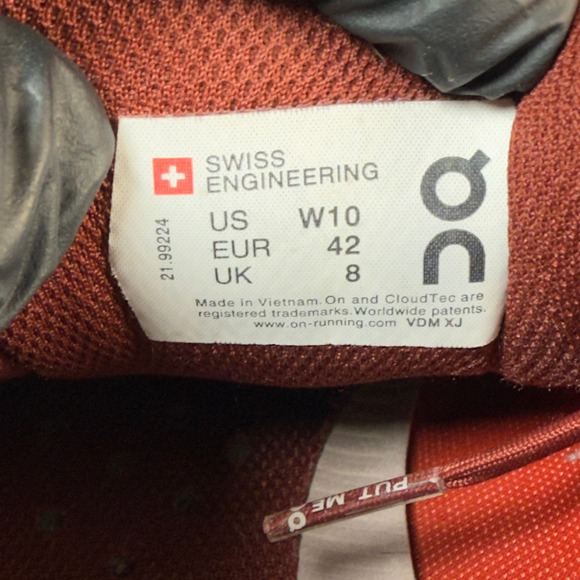 SWISS
ENGINEERING
21.99224
US W10
EUR 42
UK 8
Made in Vietnam. On and CloudTec are
registered trademarks. Worldwide patents.
www.on-running.com VDM XJ
PUT ME